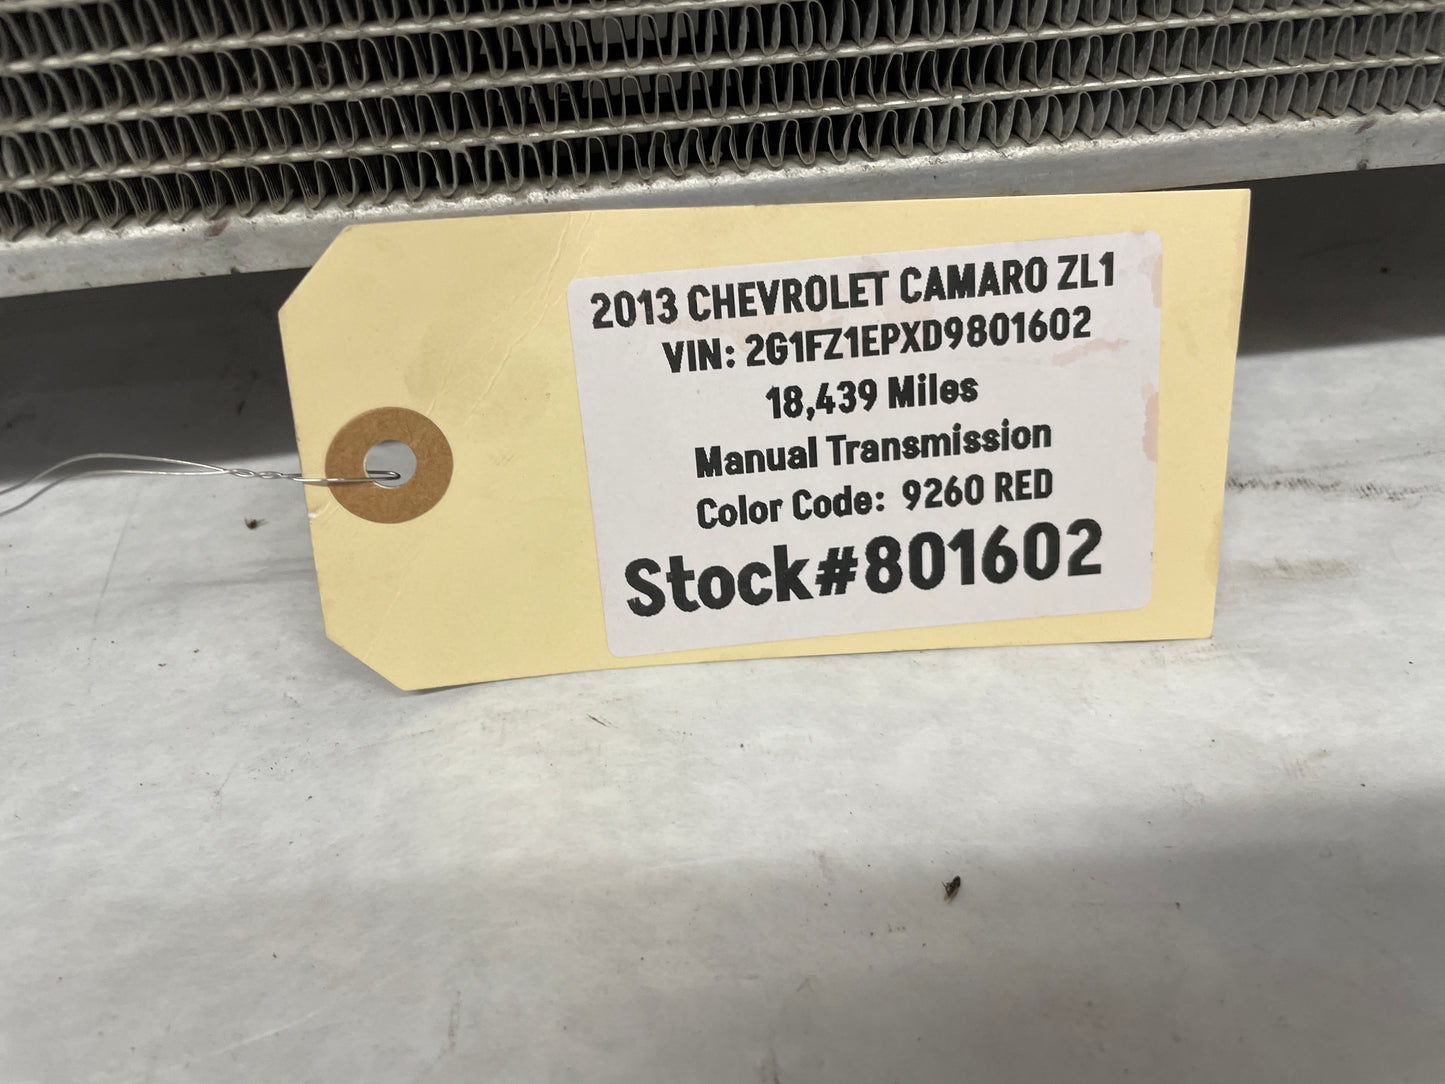 2013 CHEVROLET CAMARO ZL1
VIN: 2G1FZ1EPXD9801602
18,439 Miles
Manual Transmission
Color Code: 9260 RED
Stock#801602